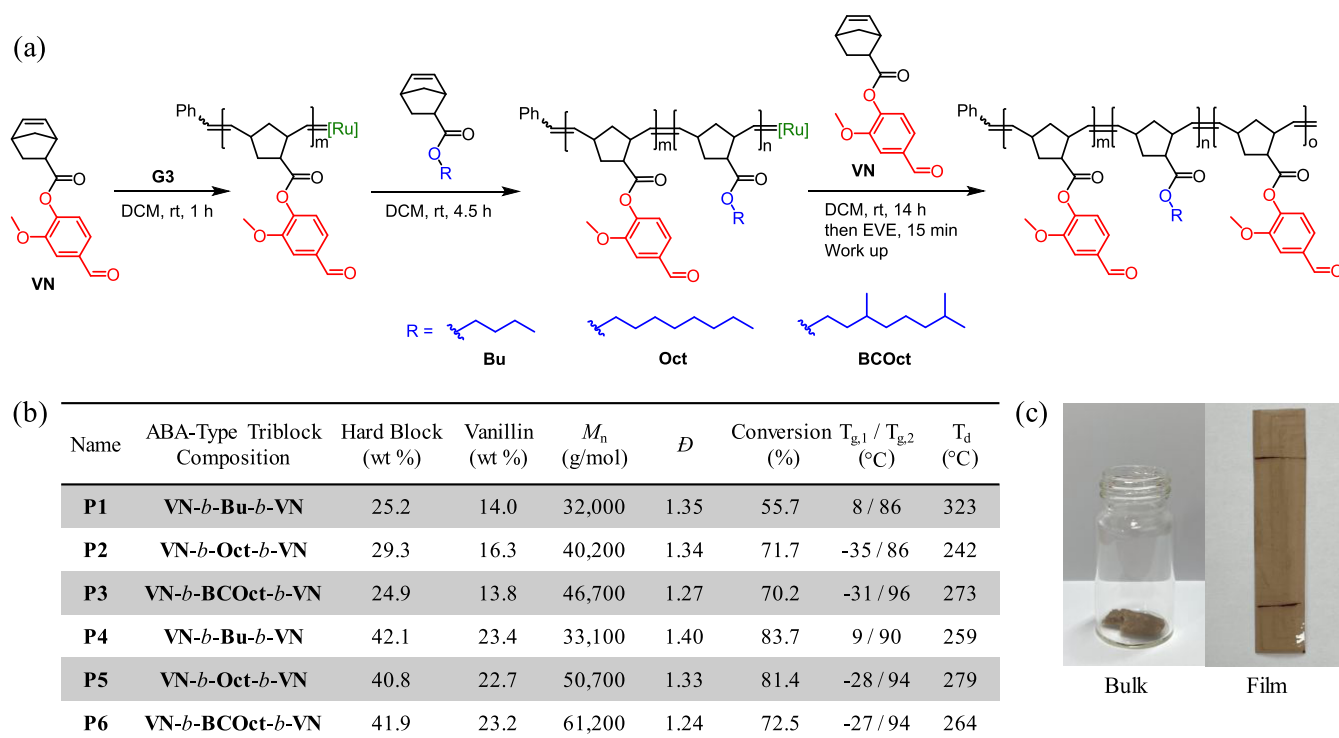 (a)
VN
O
O
O
O
G3
DCM, rt, 1 h
Ph
[Ru]
m
O
O
O
O
O
O
R
DCM, rt, 4.5 h
Ph
[Ru]
m
n
O
O
O
O
O
O
R
VN
O
O
O
O
DCM, rt, 14 h
then EVE, 15 min
Work up
Ph
m
n
o
O
O
O
O
O
O
R
O
O
O
O
R =
Bu
Oct
BCOct
(b)
Name ABA-Type Triblock Composition Hard Block (wt %) Vanillin (wt %) Mn (g/mol) Đ Conversion (%) Tg,1 / Tg,2 (°C) Td (°C)
P1 VN-b-Bu-b-VN 25.2 14.0 32,000 1.35 55.7 8 / 86 323
P2 VN-b-Oct-b-VN 29.3 16.3 40,200 1.34 71.7 -35 / 86 242
P3 VN-b-BCOct-b-VN 24.9 13.8 46,700 1.27 70.2 -31 / 96 273
P4 VN-b-Bu-b-VN 42.1 23.4 33,100 1.40 83.7 9 / 90 259
P5 VN-b-Oct-b-VN 40.8 22.7 50,700 1.33 81.4 -28 / 94 279
P6 VN-b-BCOct-b-VN 41.9 23.2 61,200 1.24 72.5 -27 / 94 264
(c)
Bulk
Film